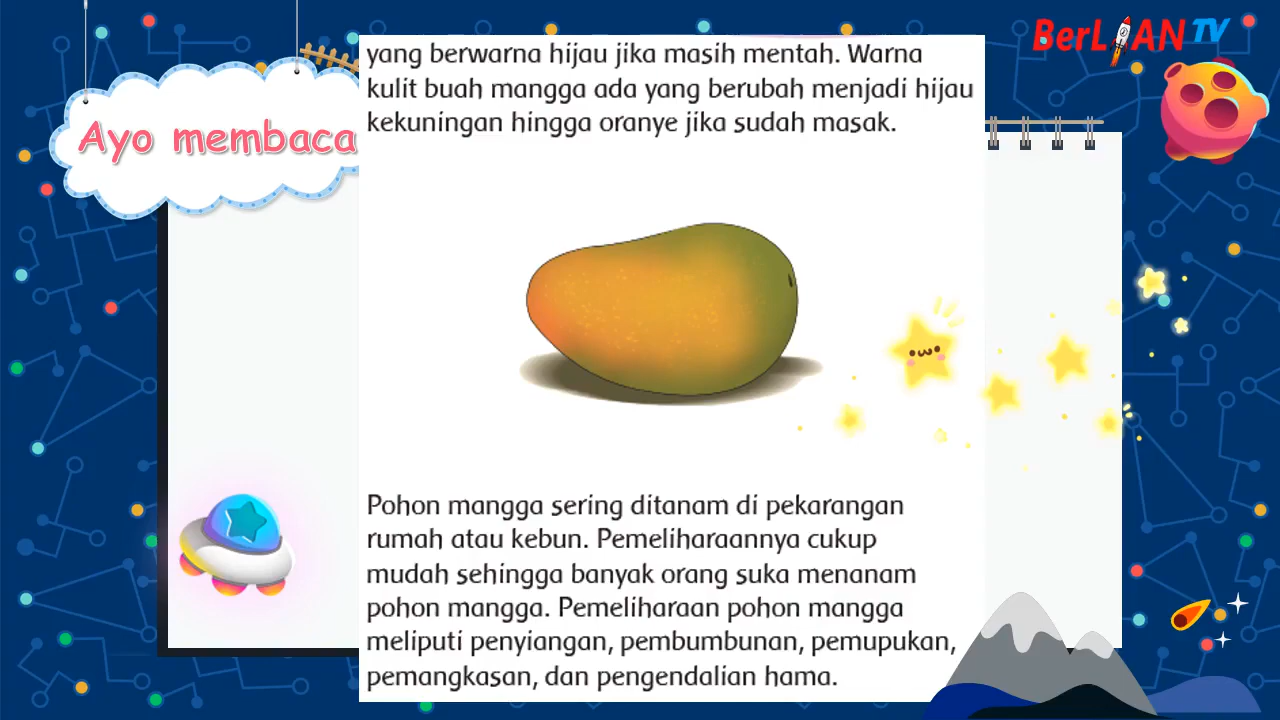 BerLIAN TV
Ayo membaca
yang berwarna hijau jika masih mentah. Warna
kulit buah mangga ada yang berubah menjadi hijau
kekuningan hingga oranye jika sudah masak.
Pohon mangga sering ditanam di pekarangan
rumah atau kebun. Pemeliharaannya cukup
mudah sehingga banyak orang suka menanam
pohon mangga. Pemeliharaan pohon mangga
meliputi penyiangan, pembumbunan, pemupukan,
pemangkasan, dan pengendalian hama.